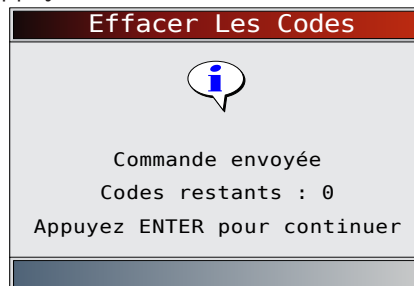 Effacer Les Codes
i
Commande envoyée
Codes restants : 0
Appuyez ENTER pour continuer